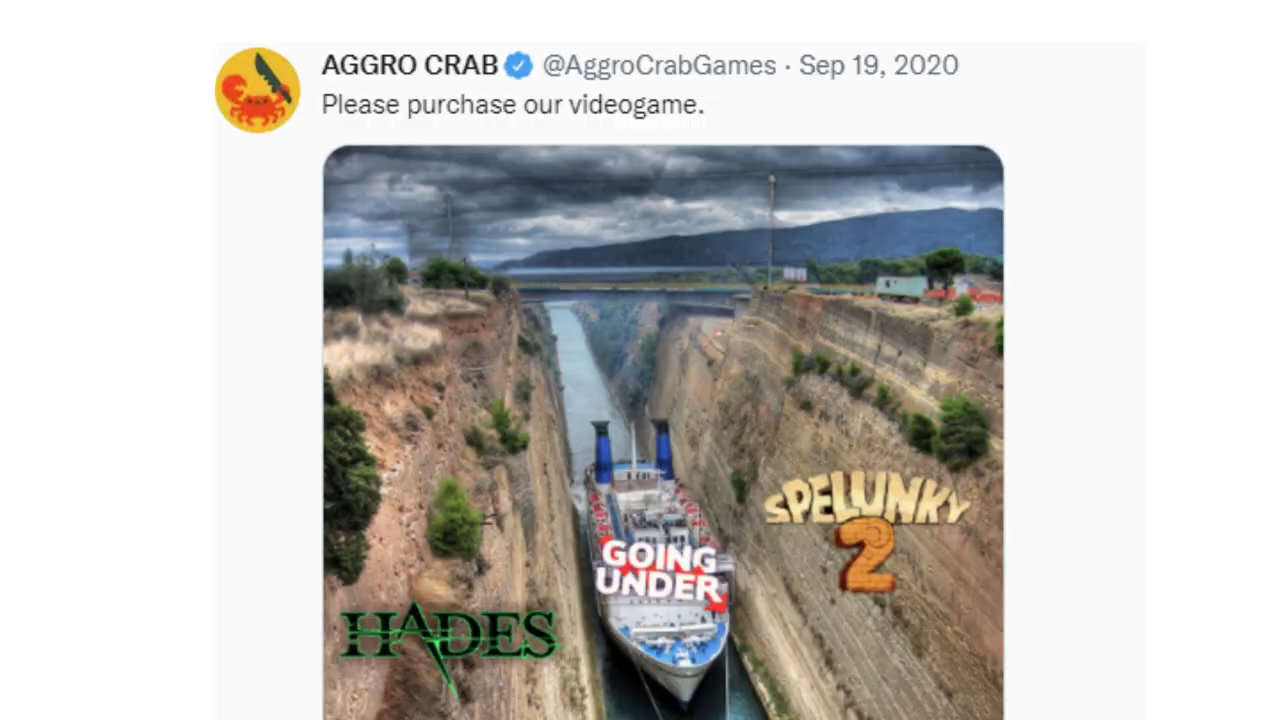 AGGRO CRAB @AggroCrabGames · Sep 19, 2020
Please purchase our videogame.
SPELUNKY
2
GOING
UNDER
HADES